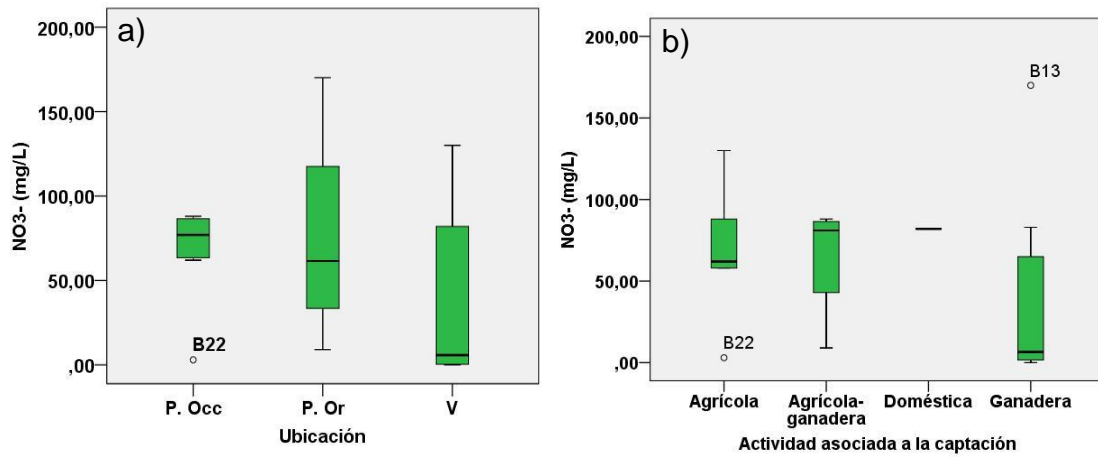 a)
200,00
150,00
100,00
50,00
,00
NO3- (mg/L)
B22
P. Occ P. Or V
Ubicación
b)
200,00
150,00
100,00
50,00
,00
NO3- (mg/L)
B13
B22
Agrícola Agrícola- Doméstica Ganadera
ganadera
Actividad asociada a la captación